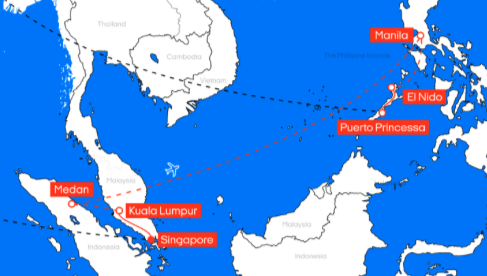 Thailand
Manila
Cambodia
Vietnam
El Nido
Puerto Princessa
Malaysia
Medan
Kuala Lumpur
Singapore
Malaysia
Indonesia
Indonesia